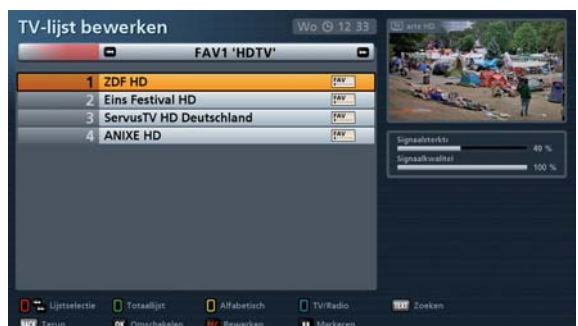 TV-lijst bewerken
Wo 12 33
arte HD
FAV1 'HDTV'
1 ZDF HD FAV
2 Eins Festival HD FAV
3 ServusTV HD Deutschland FAV
4 ANIXE HD FAV
Signaalsterkte
49 %
Signaalkwalitei
100 %
Lijstselectie Totaallijst Alfabetisch TV/Radio TEXT Zoeken
BACK Terug OK Omschakelen REC Bewerken Markeren